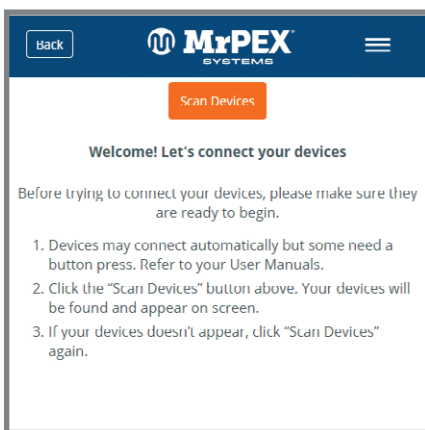 Back
MrPEX
SYSTEMS
Scan Devices
Welcome! Let's connect your devices
Before trying to connect your devices, please make sure they
are ready to begin.
1. Devices may connect automatically but some need a
button press. Refer to your User Manuals.
2. Click the “Scan Devices” button above. Your devices will
be found and appear on screen.
3. If your devices doesn't appear, click “Scan Devices”
again.